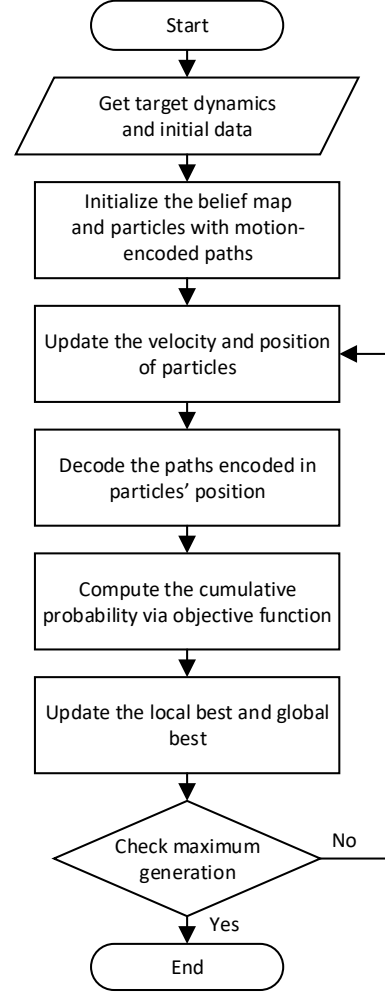 Start
Get target dynamics
and initial data
Initialize the belief map
and particles with motion-
encoded paths
Update the velocity and position
of particles
Decode the paths encoded in
particles’ position
Compute the cumulative
probability via objective function
Update the local best and global
best
Check maximum
generation
No
Yes
End